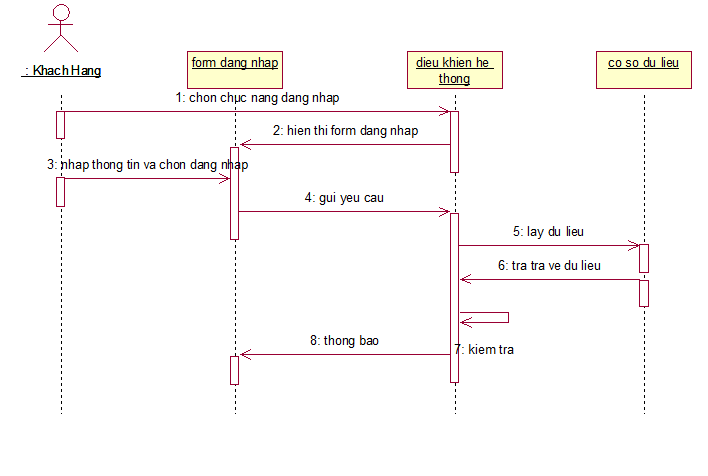 : Khach Hang
form dang nhap
dieu khien he
thong
co so du lieu
1: chon chuc nang dang nhap
2: hien thi form dang nhap
3: nhap thong tin va chon dang nhap
4: gui yeu cau
5: lay du lieu
6: tra tra ve du lieu
8: thong bao
7: kiem tra